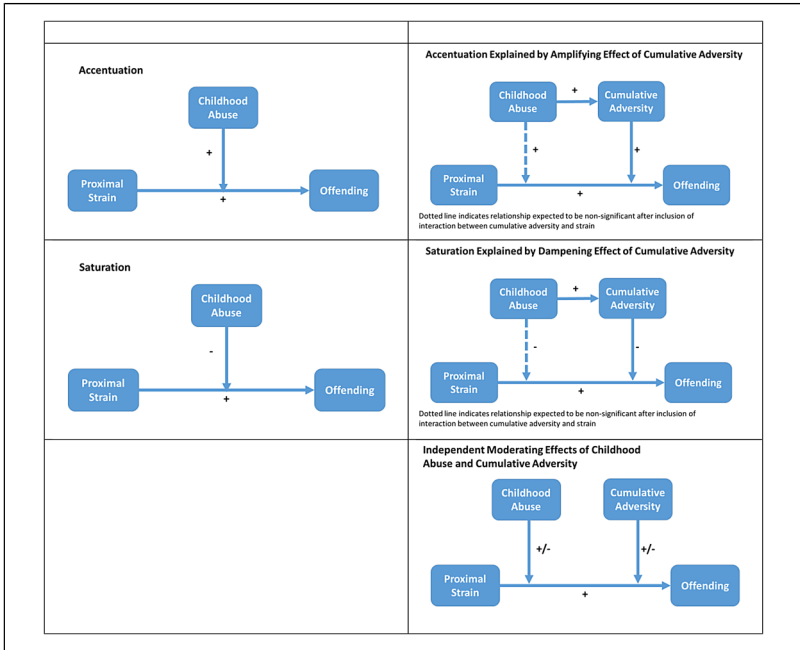 Accentuation
Childhood
Abuse
+
Proximal
Strain
+
Offending
Accentuation Explained by Amplifying Effect of Cumulative Adversity
Childhood
Abuse
+
Cumulative
Adversity
+
+
Proximal
Strain
+
Offending
Dotted line indicates relationship expected to be non-significant after inclusion of
interaction between cumulative adversity and strain
Saturation
Childhood
Abuse
-
Proximal
Strain
+
Offending
Saturation Explained by Dampening Effect of Cumulative Adversity
Childhood
Abuse
+
Cumulative
Adversity
-
-
Proximal
Strain
+
Offending
Dotted line indicates relationship expected to be non-significant after inclusion of
interaction between cumulative adversity and strain
Independent Moderating Effects of Childhood
Abuse and Cumulative Adversity
Childhood
Abuse
Cumulative
Adversity
+/-
+/-
Proximal
Strain
+
Offending